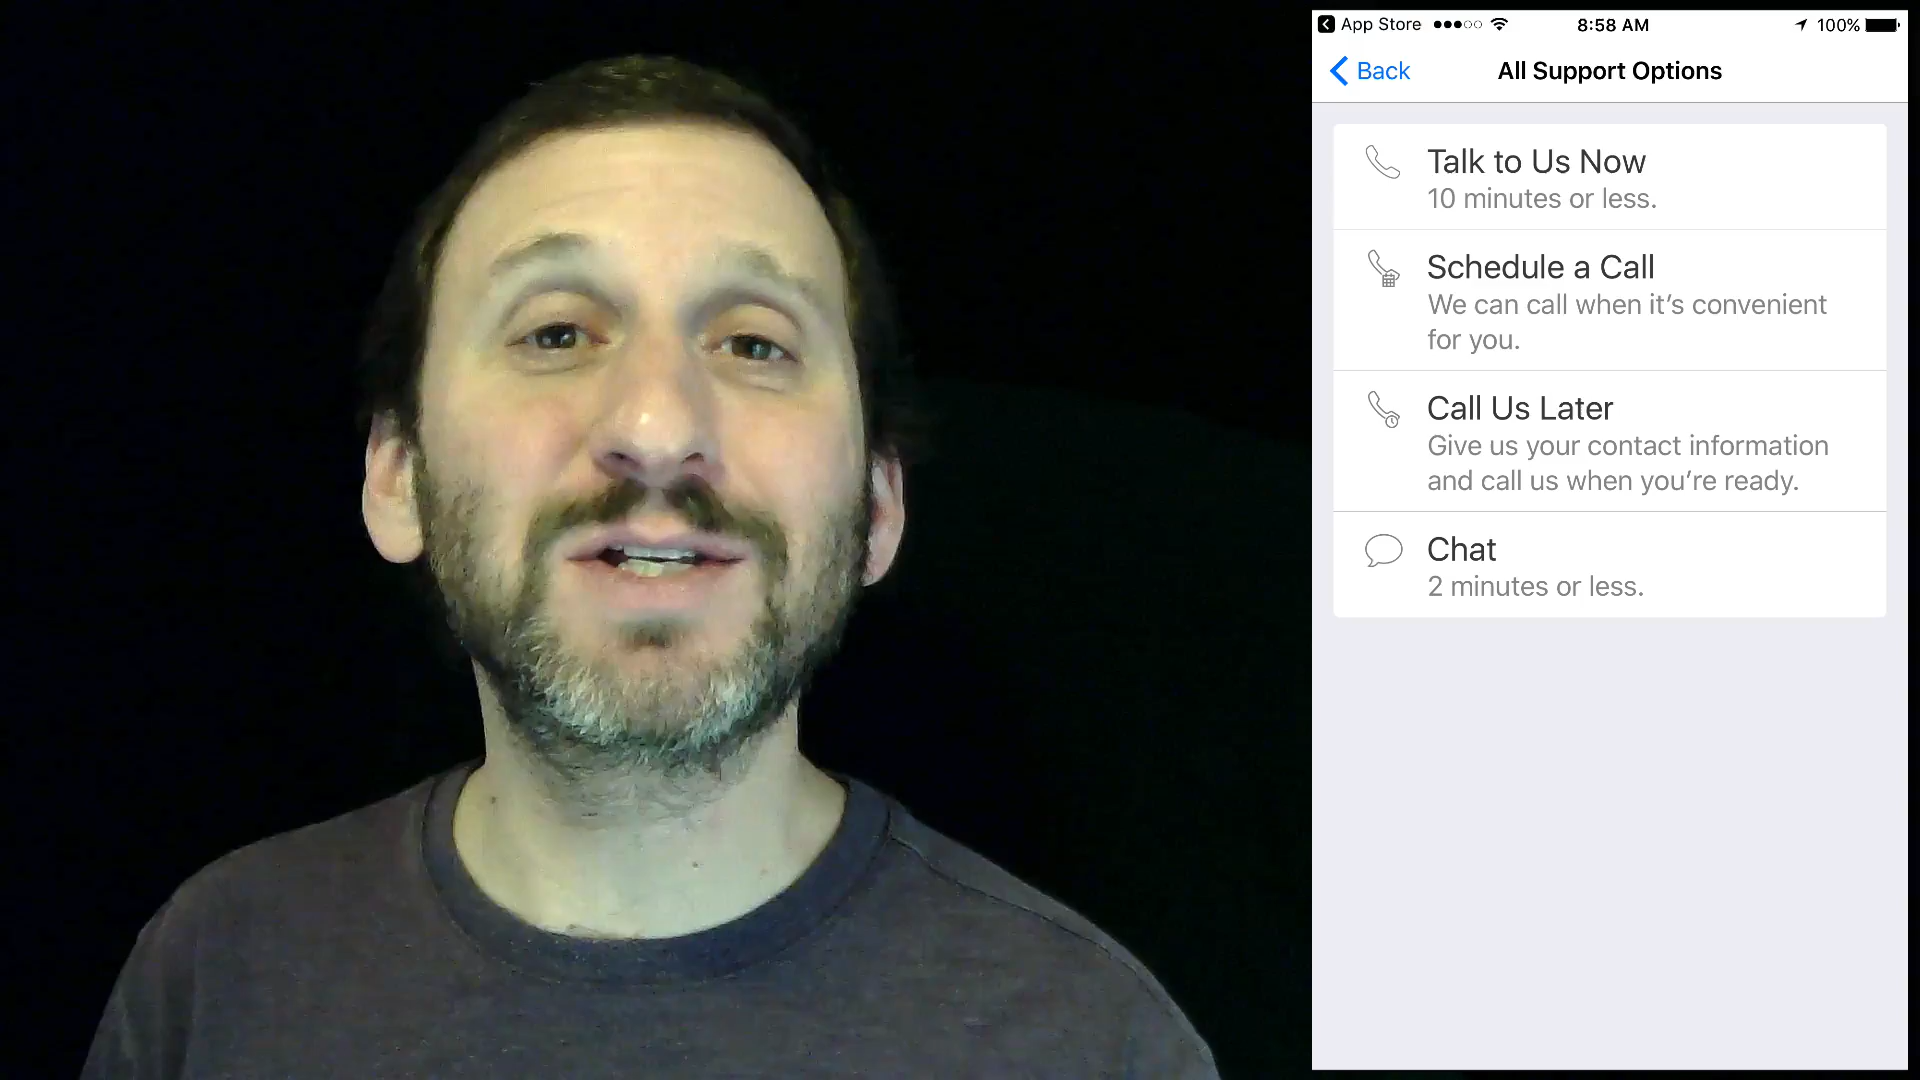 App Store 8:58 AM 100%
Back All Support Options
Talk to Us Now
10 minutes or less.
Schedule a Call
We can call when it’s convenient
for you.
Call Us Later
Give us your contact information
and call us when you’re ready.
Chat
2 minutes or less.